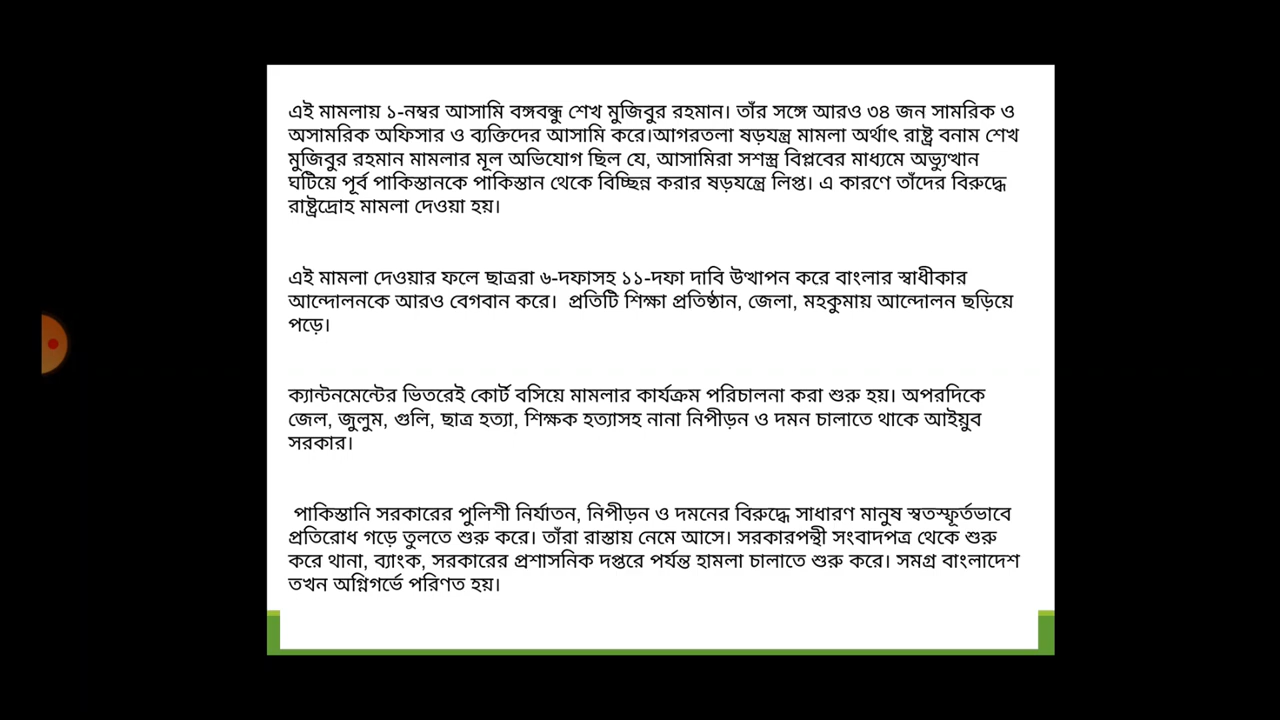 এই মামলায় ১-নম্বর আসামি বঙ্গবন্ধু শেখ মুজিবুর রহমান। তাঁর সঙ্গে আরও ৩৪ জন সামরিক ও
অসামরিক অফিসার ও ব্যক্তিদের আসামি করে।আগরতলা ষড়যন্ত্র মামলা অর্থাৎ রাষ্ট্র বনাম শেখ
মুজিবুর রহমান মামলার মূল অভিযোগ ছিল যে, আসামিরা সশস্ত্র বিপ্লবের মাধ্যমে অভ্যুত্থান
ঘটিয়ে পূর্ব পাকিস্তানকে পাকিস্তান থেকে বিচ্ছিন্ন করার ষড়যন্ত্রে লিপ্ত। এ কারণে তাঁদের বিরুদ্ধে
রাষ্ট্রদ্রোহ মামলা দেওয়া হয়।
এই মামলা দেওয়ার ফলে ছাত্ররা ৬-দফাসহ ১১-দফা দাবি উত্থাপন করে বাংলার স্বাধীকার
আন্দোলনকে আরও বেগবান করে। প্রতিটি শিক্ষা প্রতিষ্ঠান, জেলা, মহকুমায় আন্দোলন ছড়িয়ে
পড়ে।
ক্যান্টনমেন্টের ভিতরেই কোর্ট বসিয়ে মামলার কার্যক্রম পরিচালনা করা শুরু হয়। অপরদিকে
জেল, জুলুম, গুলি, ছাত্র হত্যা, শিক্ষক হত্যাসহ নানা নিপীড়ন ও দমন চালাতে থাকে আইয়ুব
সরকার।
পাকিস্তানি সরকারের পুলিশী নির্যাতন, নিপীড়ন ও দমনের বিরুদ্ধে সাধারণ মানুষ স্বতস্ফূর্তভাবে
প্রতিরোধ গড়ে তুলতে শুরু করে। তাঁরা রাস্তায় নেমে আসে। সরকারপন্থী সংবাদপত্র থেকে শুরু
করে থানা, ব্যাংক, সরকারের প্রশাসনিক দপ্তরে পর্যন্ত হামলা চালাতে শুরু করে। সমগ্র বাংলাদেশ
তখন অগ্নিগর্ভে পরিণত হয়।